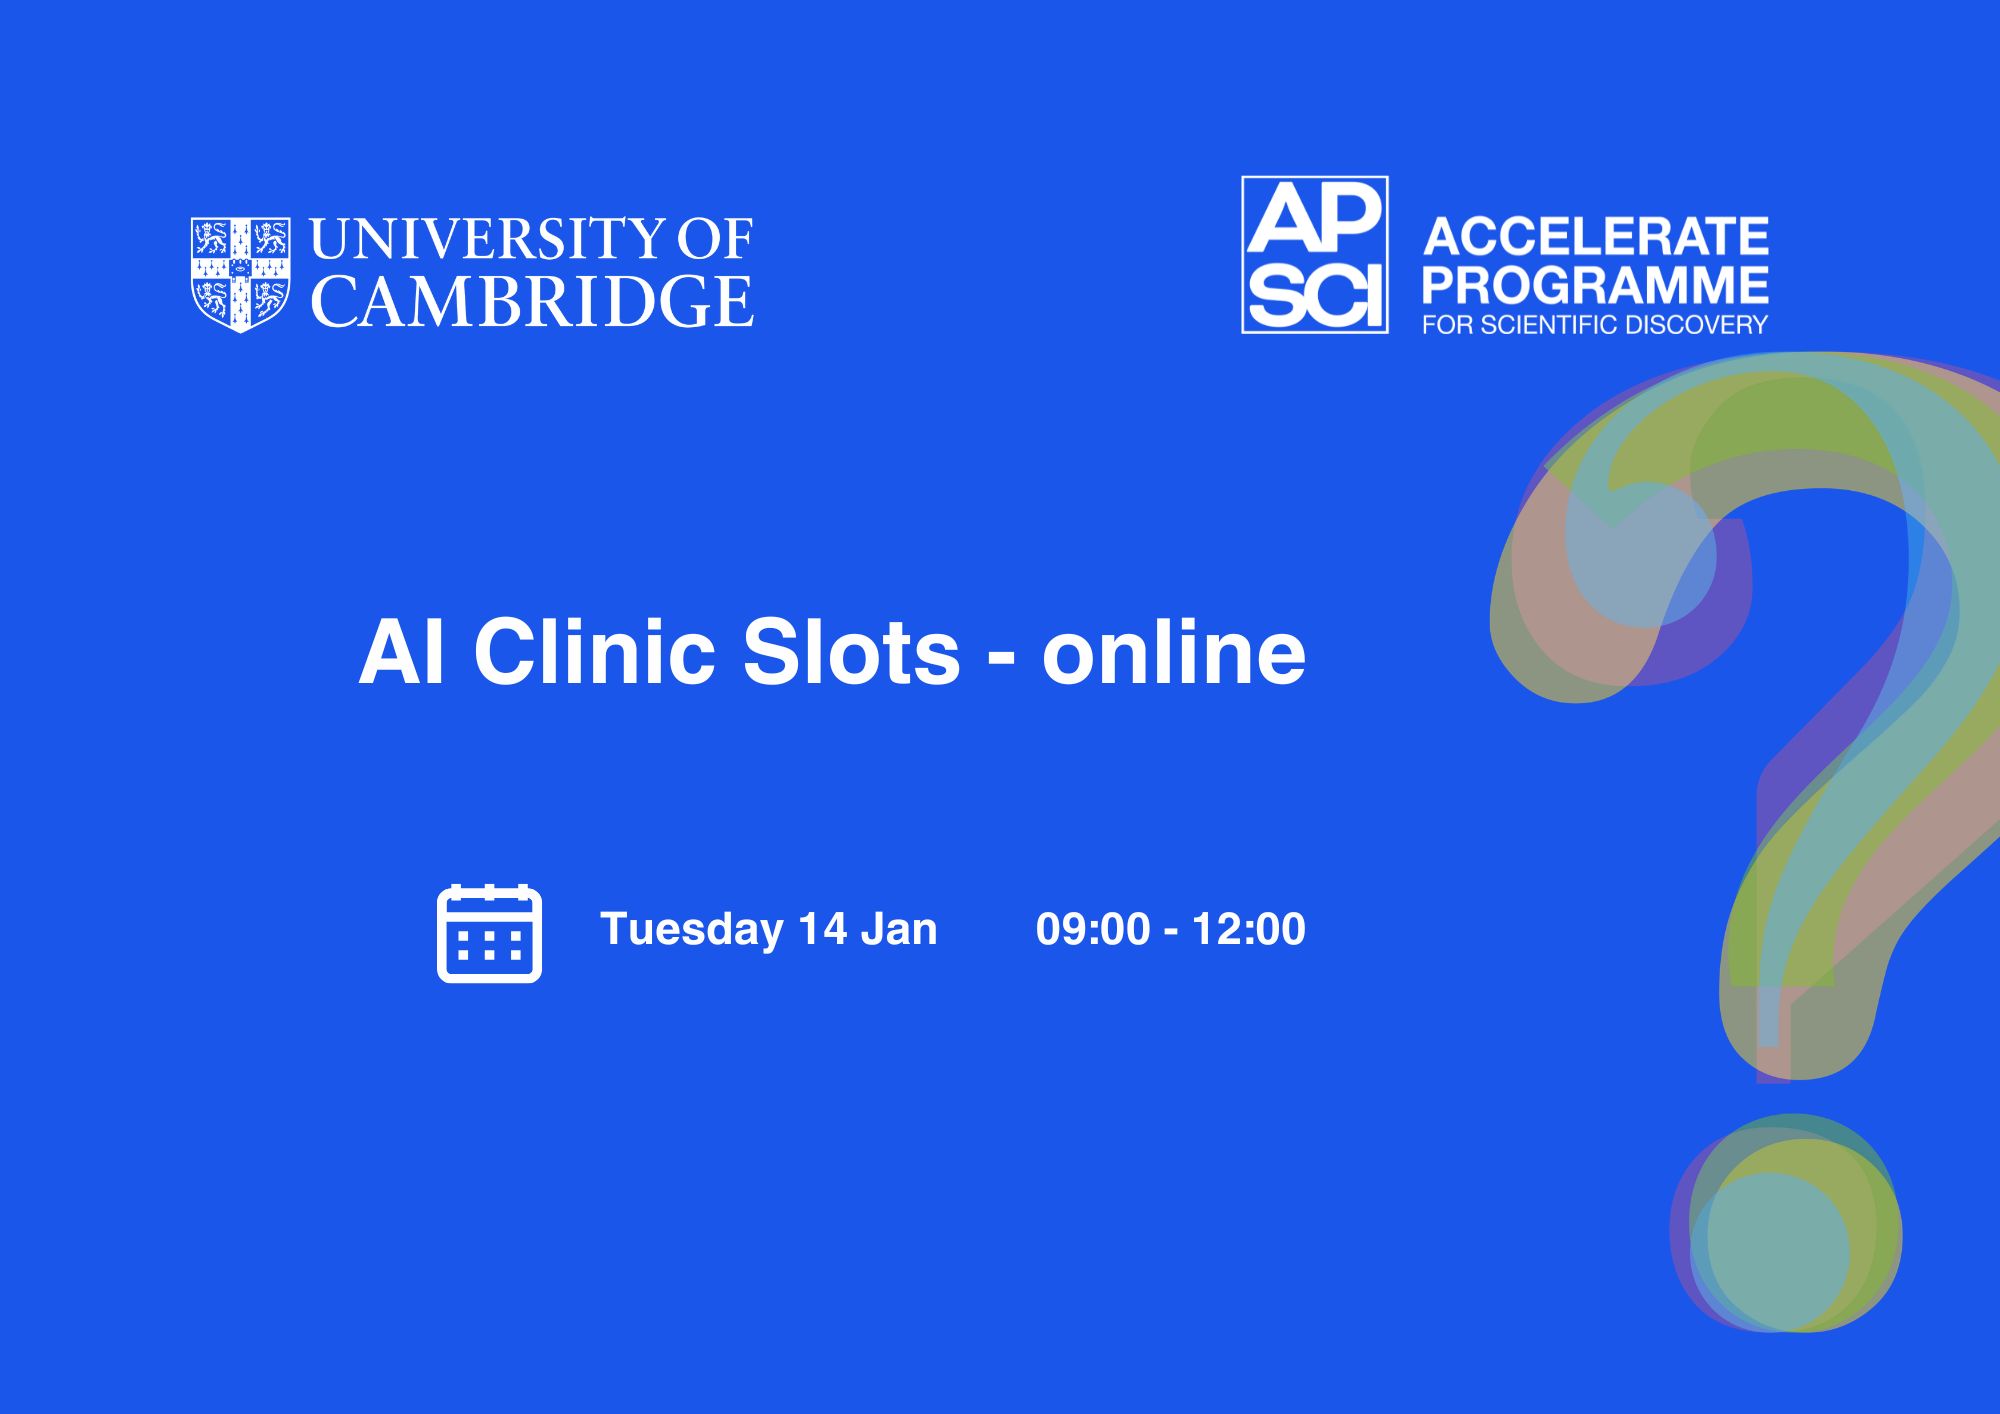 UNIVERSITY OF
CAMBRIDGE
AP
SCI
ACCELERATE
PROGRAMME
FOR SCIENTIFIC DISCOVERY
AI Clinic Slots - online
Tuesday 14 Jan 09:00 - 12:00
?